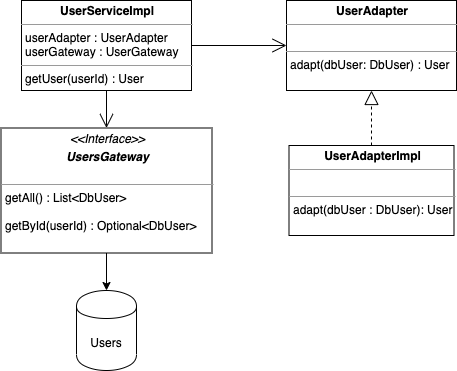 UserServiceImpl
userAdapter : UserAdapter
userGateway : UserGateway
getUser(userId) : User
UserAdapter
adapt(dbUser: DbUser) : User
<<Interface>>
UsersGateway
getAll() : List<DbUser>
getById(userId) : Optional<DbUser>
UserAdapterImpl
adapt(dbUser : DbUser): User
Users